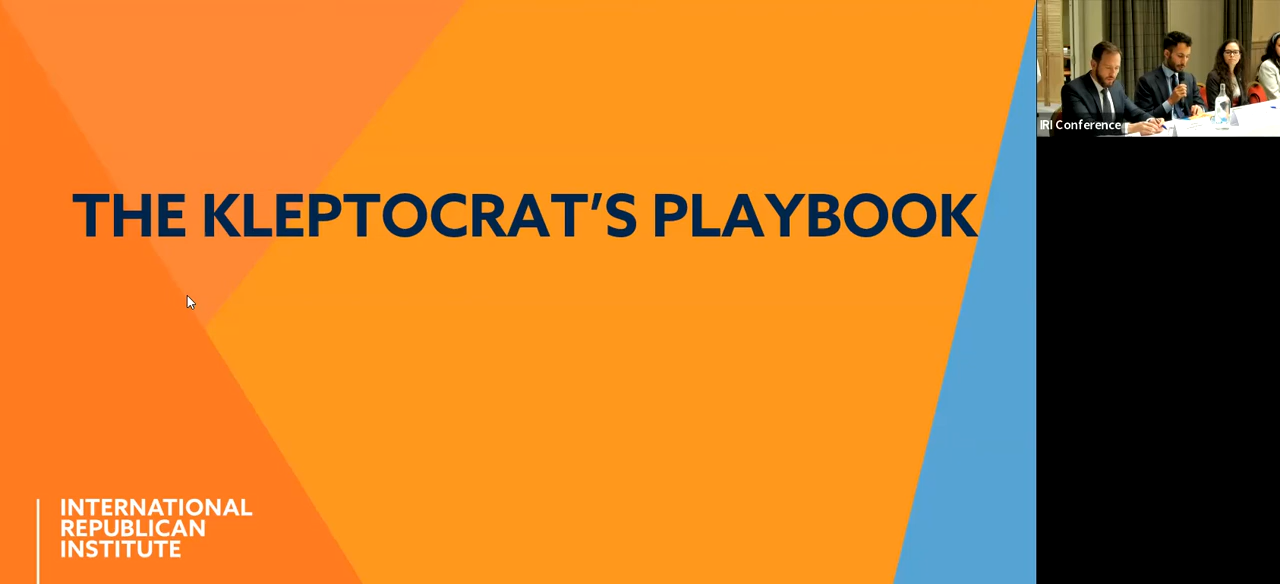 THE KLEPTOCRAT’S PLAYBOOK
IRI Conference
INTERNATIONAL
REPUBLICAN
INSTITUTE